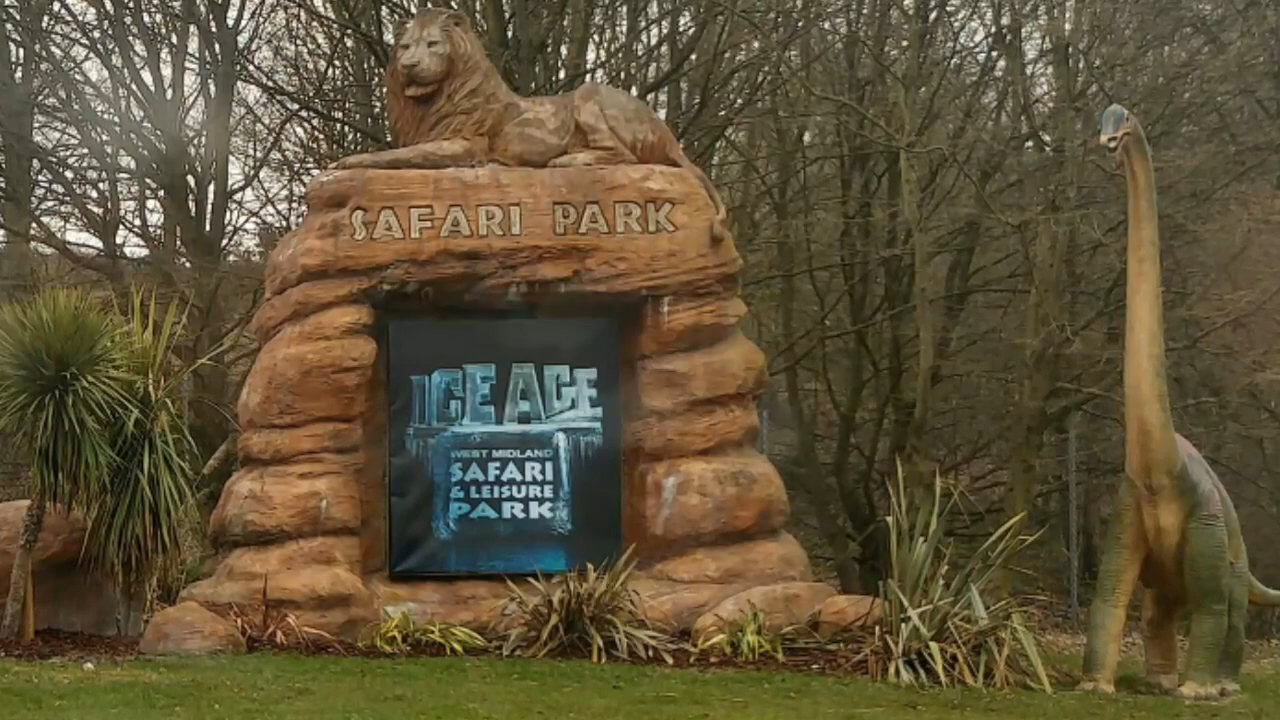 SAFARI PARK
ICE AGE
WEST MIDLAND
SAFARI
& LEISURE
PARK